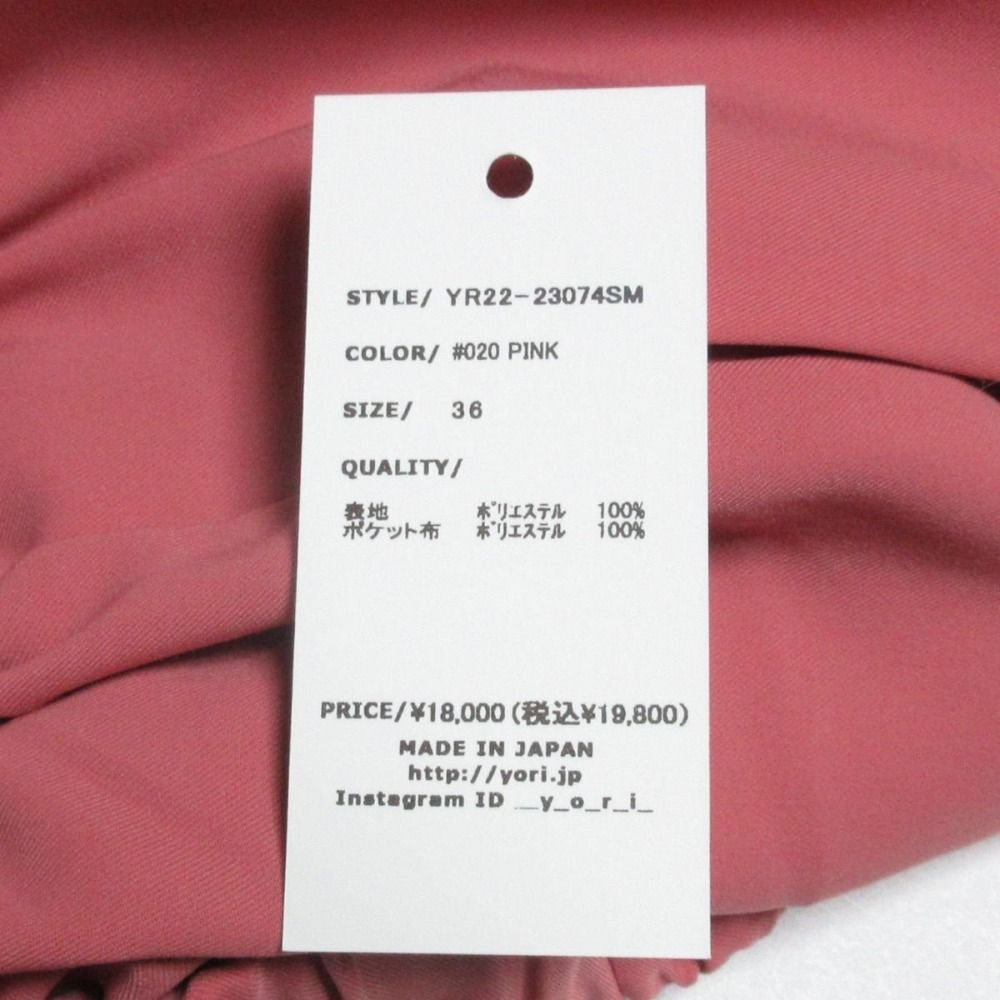 STYLE/ YR22-23074SM
COLOR/ #020 PINK
SIZE/ 36
QUALITY/
表地 ﾎﾟﾘｴｽﾃﾙ 100%
ポケット布 ﾎﾟﾘｴｽﾃﾙ 100%
PRICE/¥18,000(税込¥19,800)
MADE IN JAPAN
http://yori.jp
Instagram ID __y_o_r_i_